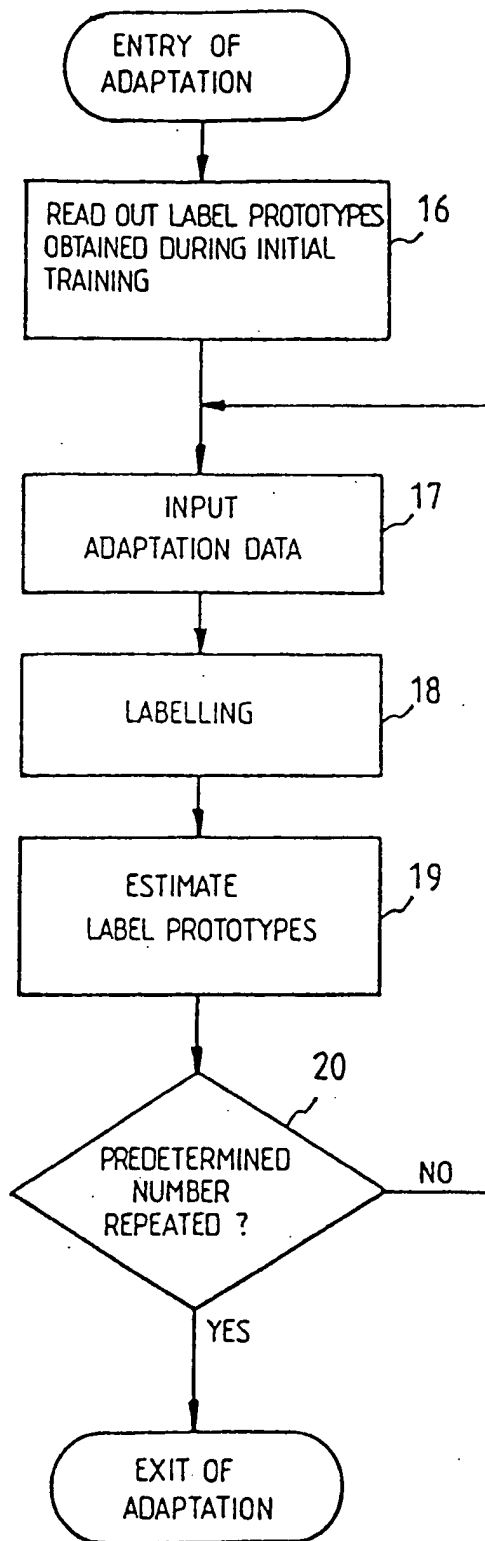 ENTRY OF
ADAPTATION
READ OUT LABEL PROTOTYPES
OBTAINED DURING INITIAL
TRAINING
16
INPUT
ADAPTATION DATA
17
LABELLING
18
ESTIMATE
LABEL PROTOTYPES
19
20
PREDETERMINED
NUMBER
REPEATED ?
NO
YES
EXIT OF
ADAPTATION